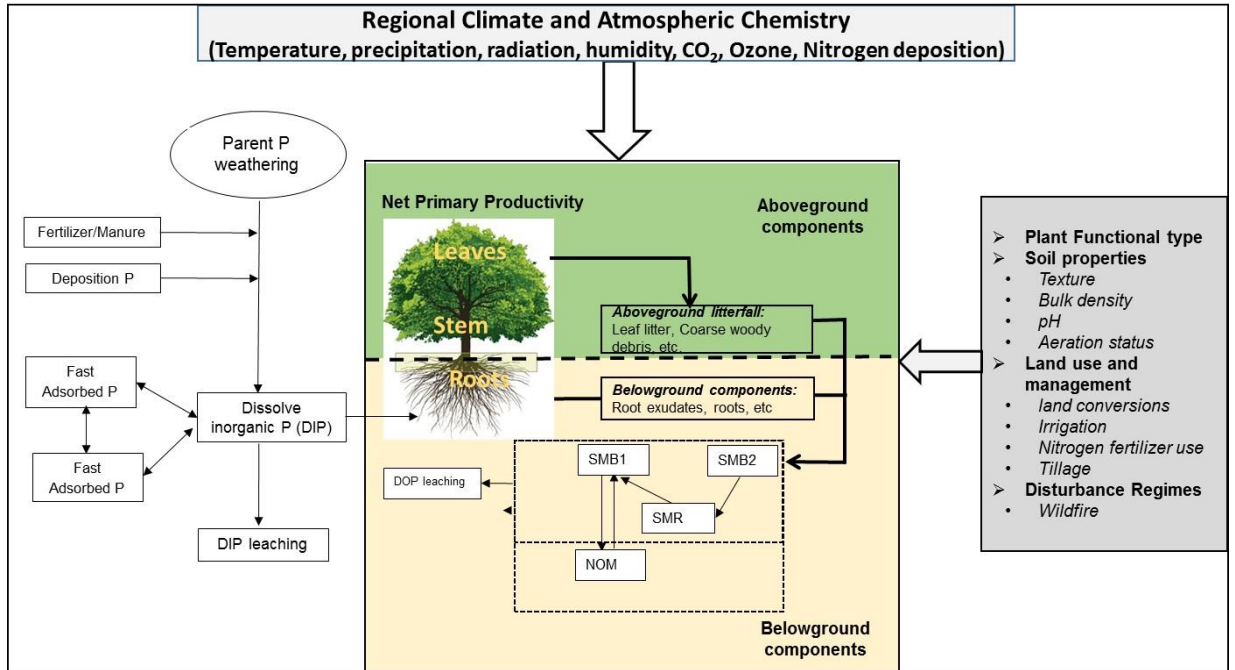 Regional Climate and Atmospheric Chemistry
(Temperature, precipitation, radiation, humidity, CO₂, Ozone, Nitrogen deposition)
Parent P
weathering
Fertilizer/Manure
Deposition P
Fast
Adsorbed P
Fast
Adsorbed P
Dissolve
inorganic P (DIP)
DIP leaching
Net Primary Productivity
Leaves
Stem
Roots
Aboveground
components
Aboveground litterfall:
Leaf litter, Coarse woody
debris, etc.
Belowground components:
Root exudates, roots, etc
DOP leaching
SMB1
SMB2
SMR
NOM
Belowground
components
➢ Plant Functional type
➢ Soil properties
• Texture
• Bulk density
• pH
• Aeration status
➢ Land use and
management
• land conversions
• Irrigation
• Nitrogen fertilizer use
• Tillage
➢ Disturbance Regimes
• Wildfire